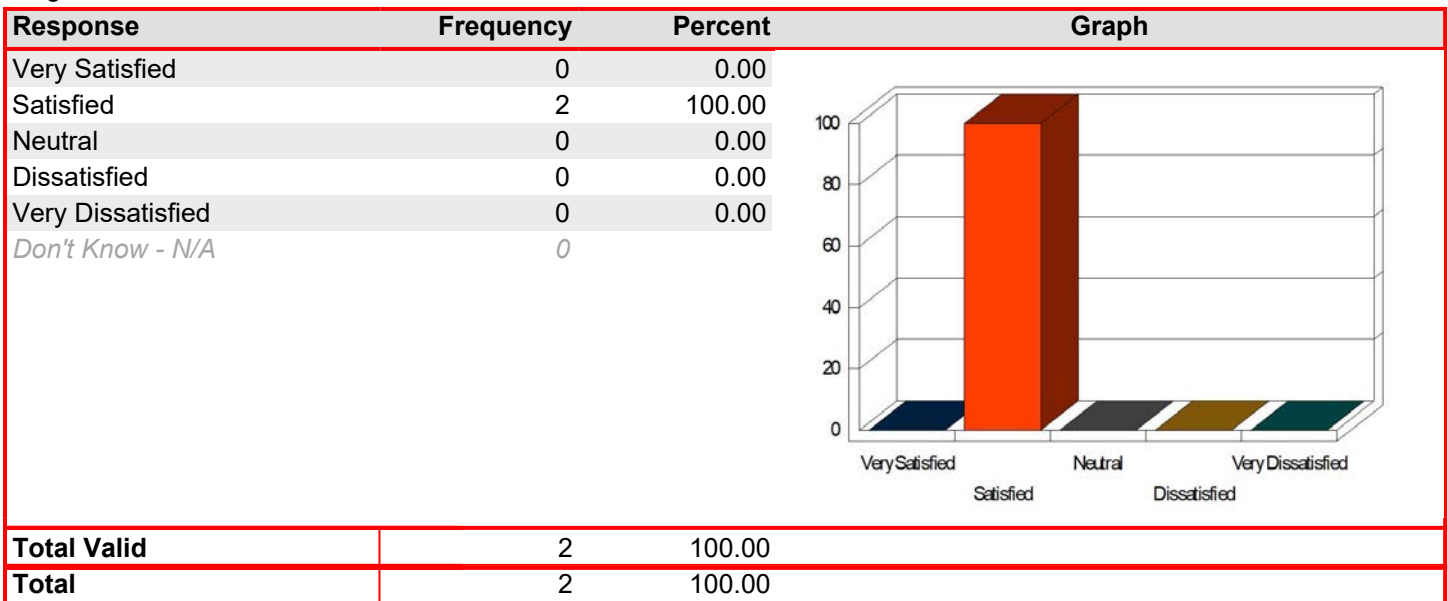 Response Frequency Percent Graph
Very Satisfied 0 0.00
Satisfied 2 100.00
Neutral 0 0.00
Dissatisfied 0 0.00
Very Dissatisfied 0 0.00
Don't Know - N/A 0
100
80
60
40
20
0
Very Satisfied Neutral Very Dissatisfied
Satisfied Dissatisfied
Total Valid 2 100.00
Total 2 100.00